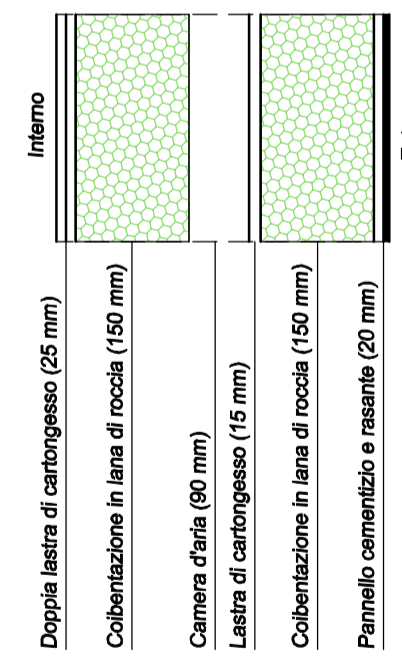 Interno
Doppia lastra di cartongesso (25 mm)
Coibentazione in lana di roccia (150 mm)
Camera d'aria (90 mm)
Lastra di cartongesso (15 mm)
Coibentazione in lana di roccia (150 mm)
Pannello cementizio e rasante (20 mm)